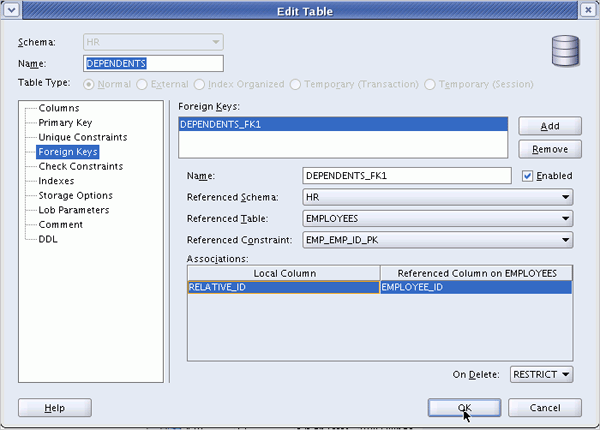 Edit Table
Schema: HR
Name: DEPENDENTS
Table Type: Normal External Index Organized Temporary (Transaction) Temporary (Session)
Columns
Primary Key
Unique Constraints
Foreign Keys
Check Constraints
Indexes
Storage Options
Lob Parameters
Comment
DDL
Foreign Keys:
DEPENDENTS_FK1
Add
Remove
Name: DEPENDENTS_FK1 Enabled
Referenced Schema: HR
Referenced Table: EMPLOYEES
Referenced Constraint: EMP_EMP_ID_PK
Associations:
Local Column Referenced Column on EMPLOYEES
RELATIVE_ID EMPLOYEE_ID
On Delete: RESTRICT
Help OK Cancel